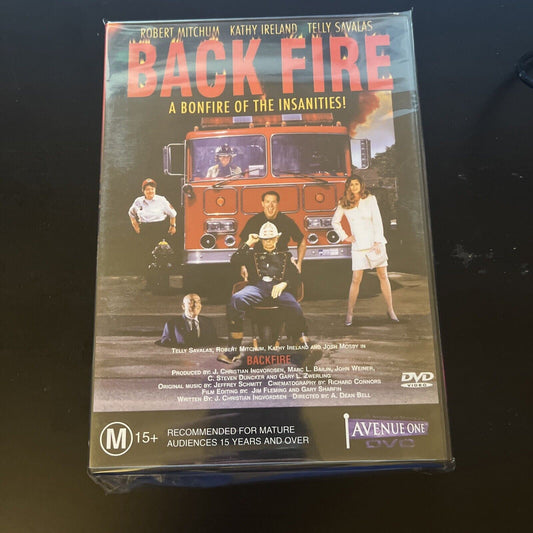 ROBERT MITCHUM KATHY IRELAND TELLY SAVALAS
BACK FIRE
A BONFIRE OF THE INSANITIES!
TELLY SAVALAS, ROBERT MITCHUM, KATHY IRELAND AND JOSH MOSBY IN
BACKFIRE
PRODUCED BY: J. CHRISTIAN INGVORDSEN, MARC L. BAILIN, JOHN WEINER,
C. STEVEN DUNCKER AND GARY L. ZWERLING
ORIGINAL MUSIC BY: JEFFREY SCHMITT CINEMATOGRAPHY BY: RICHARD CONNORS
FILM EDITING BY: JIM FLEMING AND GARY SHARFIN
WRITTEN BY: J. CHRISTIAN INGVORDSEN DIRECTED BY: A. DEAN BELL
DVD
VIDEO
M 15+
RECOMMENDED FOR MATURE
AUDIENCES 15 YEARS AND OVER
AVENUE ONE
DVD